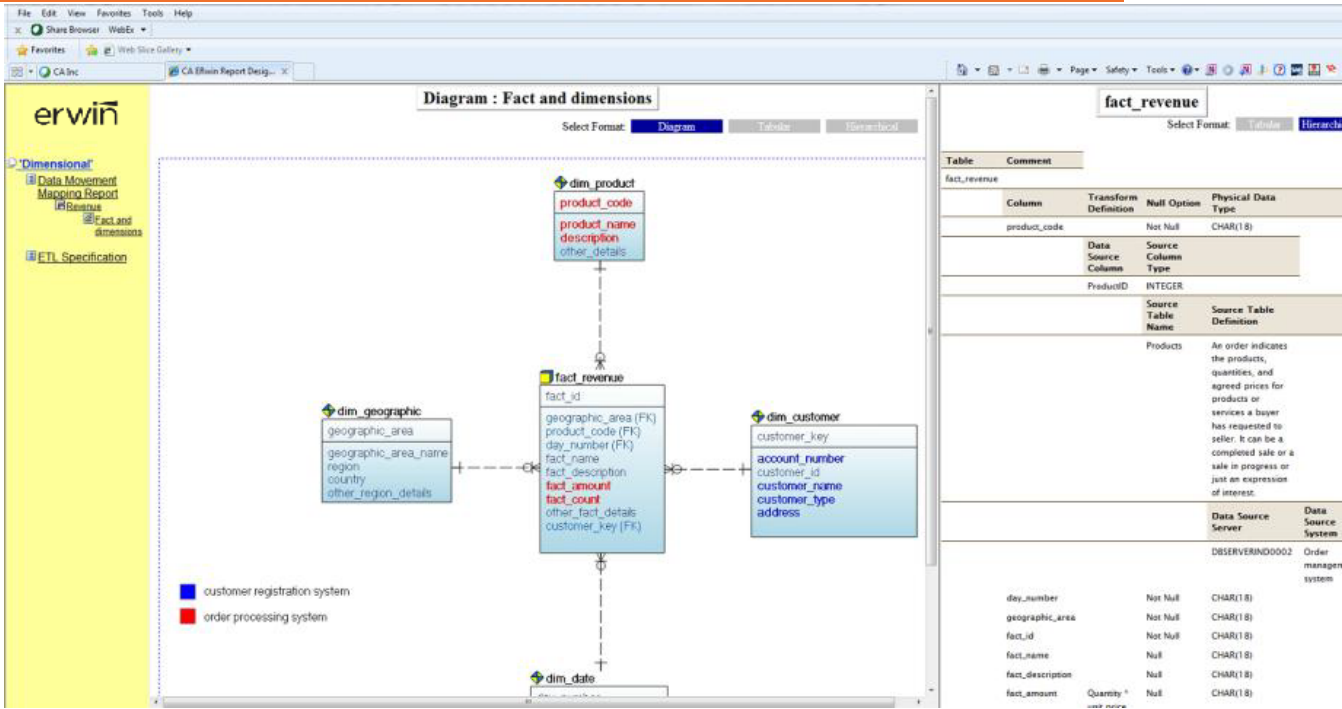 File Edit View Favorites Tools Help
x Share Browser WebEx
Favorites Web Slice Gallery
CA Inc CA ERwin Report Desig... X Page Safety Tools
erwin
'Dimensional'
Data Movement
Mapping Report
Revenue
Fact and
dimensions
ETL Specification
Diagram : Fact and dimensions
Select Format: Diagram Tabular Hierarchical
dim_product
product_code
product_name
description
other_details
fact_revenue
fact_id
geographic_area (FK)
product_code (FK)
day_number (FK)
fact_name
fact_description
fact_amount
fact_count
other_fact_details
customer_key (FK)
dim_geographic
geographic_area
geographic_area_name
region
country
other_region_details
dim_customer
customer_key
account_number
customer_id
customer_name
customer_type
address
customer registration system
order processing system
dim_date
fact_revenue
Select Format: Tabular Hierarchi
Table Comment
fact_revenue
Column Transform Definition Null Option Physical Data Type
product_code Not Null CHAR(18)
Data Source Column Source Column Type
ProductID INTEGER
Source Table Name Source Table Definition
Products An order indicates
the products,
quantities, and
agreed prices for
products or
services a buyer
has requested to
seller. It can be a
completed sale or a
sale in progress or
just an expression
of interest.
Data Source Server Data Source System
DBSERVERIND0002 Order
managem
system
day_number Not Null CHAR(18)
geographic_area Not Null CHAR(18)
fact_id Not Null CHAR(18)
fact_name Null CHAR(18)
fact_description Null CHAR(18)
fact_amount Quantity * Null CHAR(18)
unit price